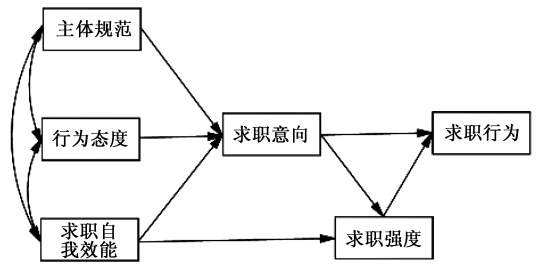 主体规范
行为态度
求职意向
求职行为
求职自
我效能
求职强度